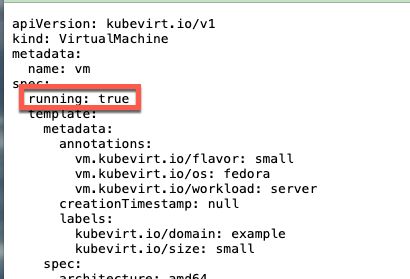 apiVersion: kubevirt.io/v1
kind: VirtualMachine
metadata:
  name: vm
spec:
  running: true
  template:
    metadata:
      annotations:
        vm.kubevirt.io/flavor: small
        vm.kubevirt.io/os: fedora
        vm.kubevirt.io/workload: server
      creationTimestamp: null
      labels:
        kubevirt.io/domain: example
        kubevirt.io/size: small
    spec:
      architecture: amd64